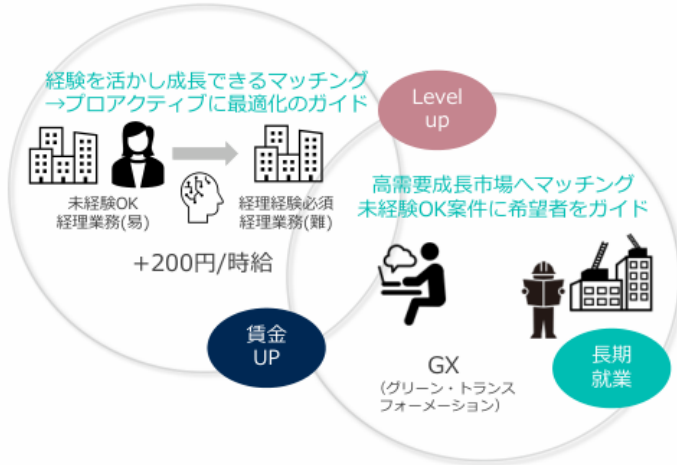 経験を活かし成長できるマッチング
→プロアクティブに最適化のガイド
未経験OK
経理業務(易)
経理経験必須
経理業務(難)
+200円/時給
賃金
UP
Level
up
高需要成長市場へマッチング
未経験OK案件に希望者をガイド
GX
（グリーン・トランス
フォーメーション）
長期
就業